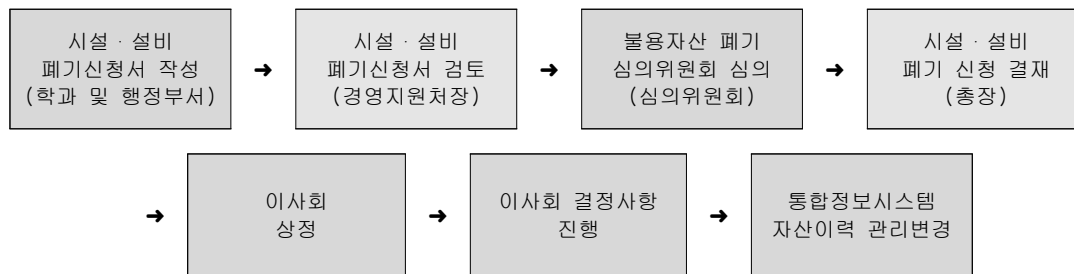 시설 · 설비
폐기신청서 작성
(학과 및 행정부서)
➜
시설 · 설비
폐기신청서 검토
(경영지원처장)
➜
불용자산 폐기
심의위원회 심의
(심의위원회)
➜
시설 · 설비
폐기 신청 결재
(총장)
➜
이사회
상정
➜
이사회 결정사항
진행
➜
통합정보시스템
자산이력 관리변경